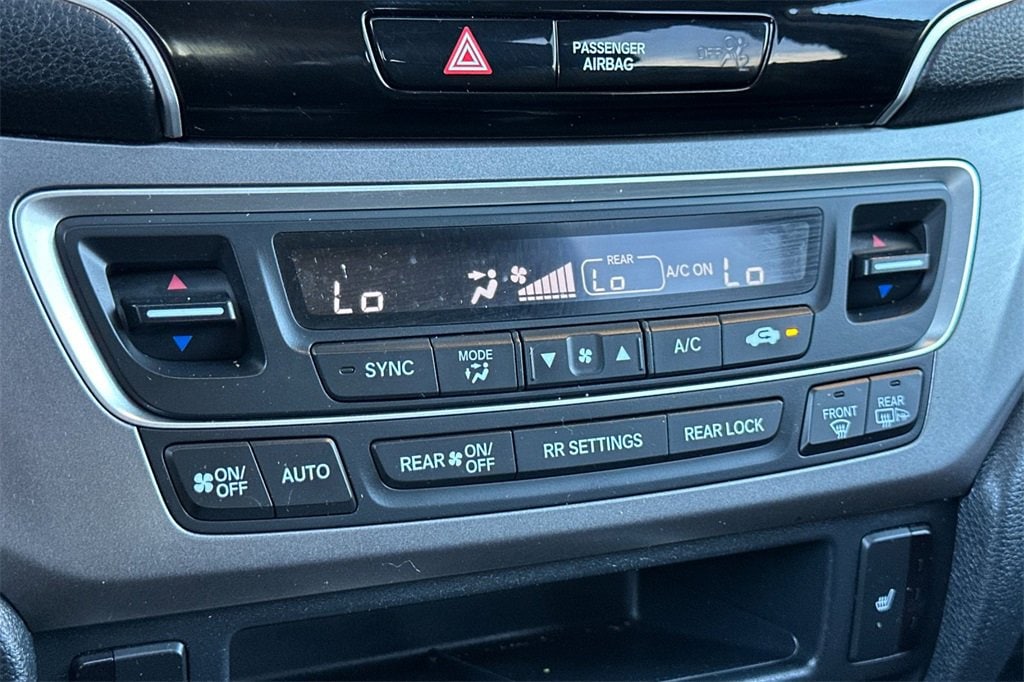 PASSENGER
AIRBAG
OFF 2
REAR
Lo
Lo
A/C ON
Lo
SYNC
MODE
A/C
FRONT
REAR
REAR ON/
OFF
RR SETTINGS
REAR LOCK
ON/
OFF
AUTO